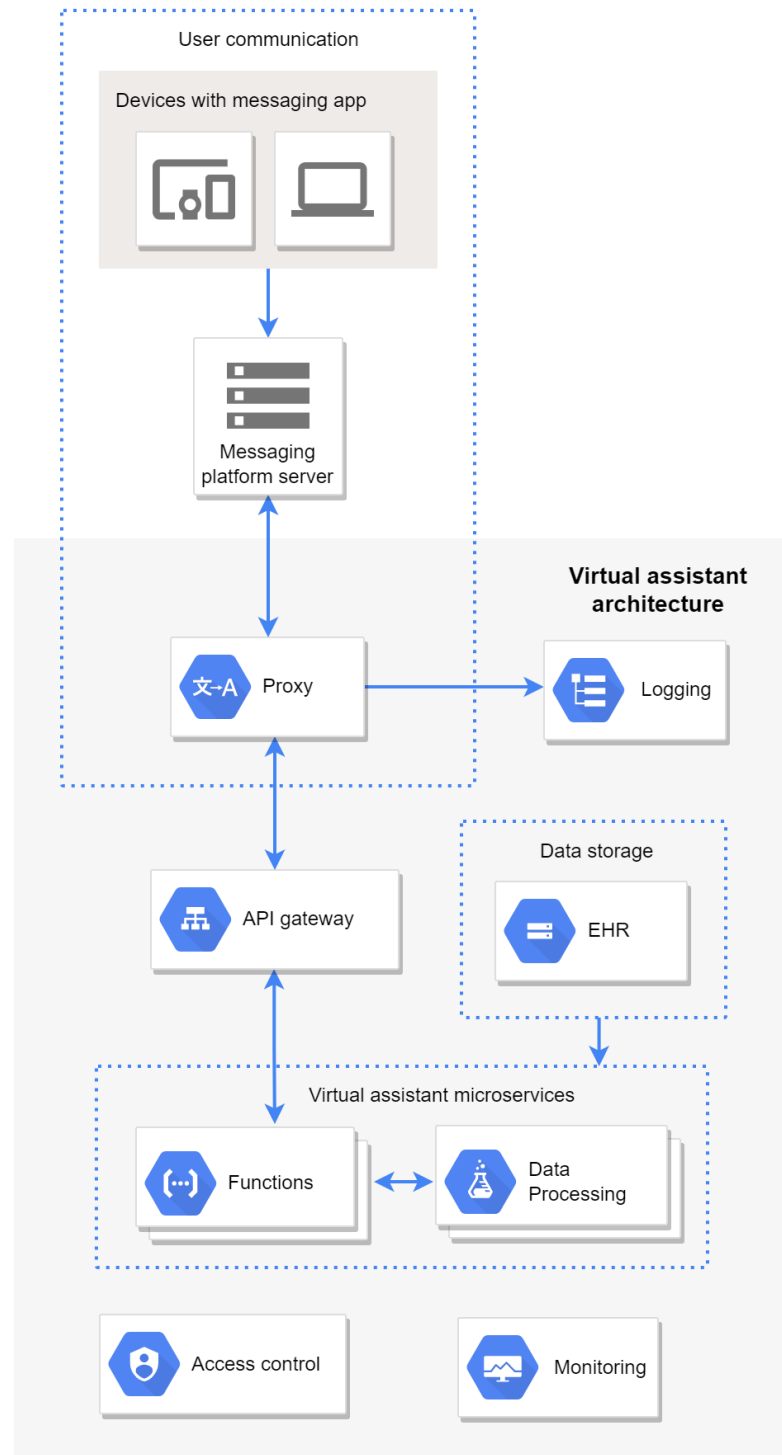 User communication
Devices with messaging app
Messaging
platform server
Virtual assistant
architecture
文→A
Proxy
Logging
Data storage
API gateway
EHR
Virtual assistant microservices
Functions
Data
Processing
Access control
Monitoring